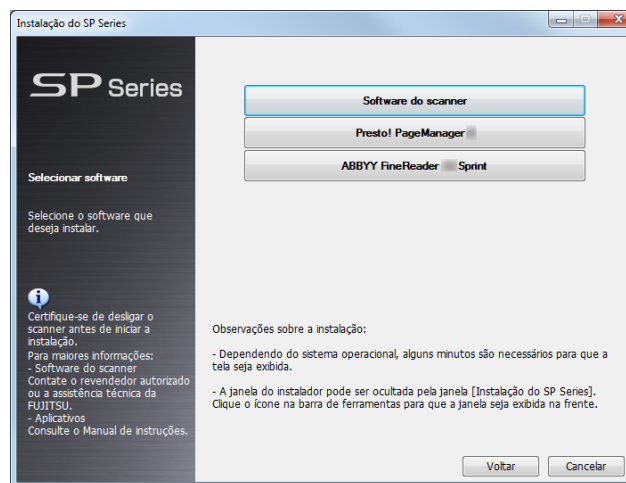 Instalação do SP Series
SP Series
Selecionar software
Selecione o software que
deseja instalar.
Certifique-se de desligar o
scanner antes de iniciar a
instalação.
Para maiores informações:
- Software do scanner
Contate o revendedor autorizado
ou a assistência técnica da
FUJITSU.
- Aplicativos
Consulte o Manual de instruções.
Software do scanner
Presto! PageManager
ABBYY FineReader Sprint
Observações sobre a instalação:
- Dependendo do sistema operacional, alguns minutos são necessários para que a
tela seja exibida.
- A janela do instalador pode ser ocultada pela janela [Instalação do SP Series].
Clique o ícone na barra de ferramentas para que a janela seja exibida na frente.
Voltar
Cancelar